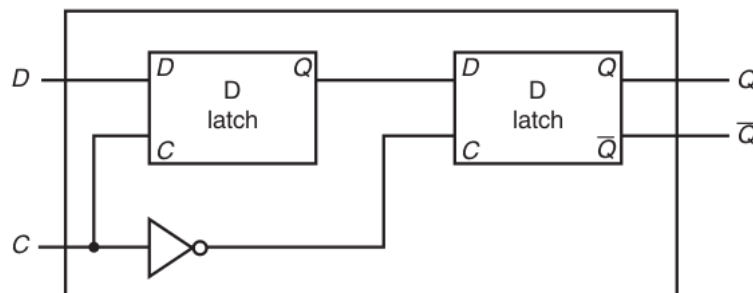 D D Q D Q Q
D D
latch latch
C C Q̅ Q̅
C